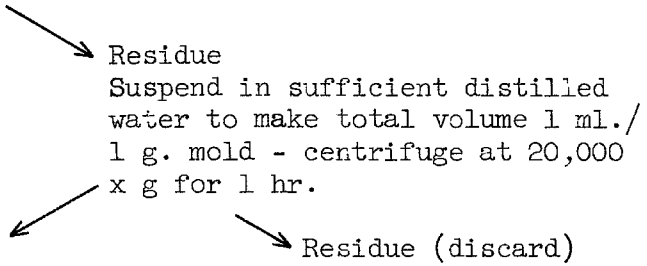 Residue
Suspend in sufficient distilled
water to make total volume 1 ml./
1 g. mold - centrifuge at 20,000
x g for 1 hr.
Residue (discard)